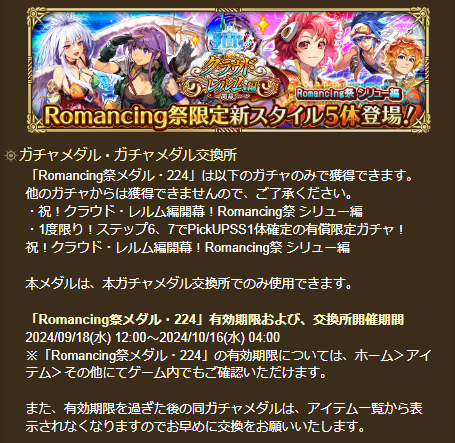 クラウド
レルム編
開幕
Romancing祭 シリュー編
Romancing祭限定新スタイル5体登場!
ガチャメダル・ガチャメダル交換所
「Romancing祭メダル・224」は以下のガチャのみで獲得できます。
他のガチャからは獲得できませんので、ご了承ください。
・祝！クラウド・レルム編開幕！Romancing祭 シリュー編
・1度限り！ステップ6、7でPickUPSS1体確定の有償限定ガチャ！
祝！クラウド・レルム編開幕！Romancing祭 シリュー編
本メダルは、本ガチャメダル交換所でのみ使用できます。
「Romancing祭メダル・224」有効期限および、交換所開催期間
2024/09/18(水) 12:00～2024/10/16(水) 04:00
※「Romancing祭メダル・224」の有効期限については、ホーム＞アイ
テム＞その他にてゲーム内でもご確認いただけます。
また、有効期限を過ぎた後の同ガチャメダルは、アイテム一覧から表
示されなくなりますのでお早めに交換をお願いいたします。